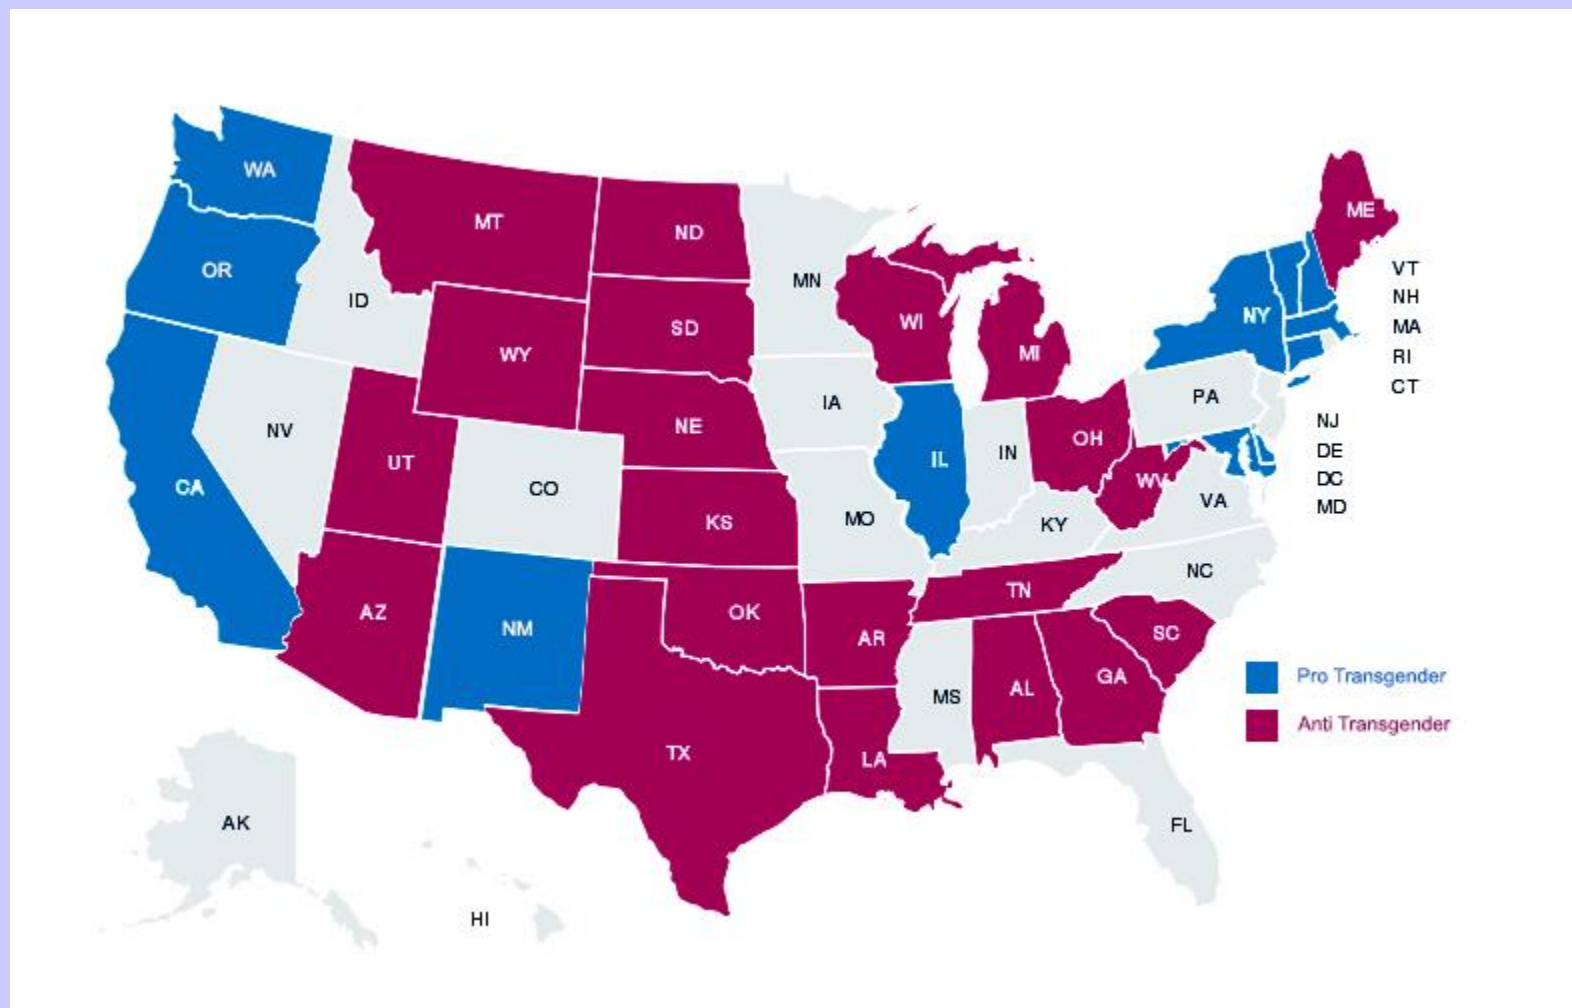 WA
MT
ND
ME
OR
MN
VT
ID
NH
SD
WI
NY
MA
WY
MI
RI
CT
PA
IA
NE
NJ
NV
OH
UT
IN
IL
DE
CO
WV
DC
CA
VA
MD
MO
KS
KY
NC
TN
AZ
OK
NM
AR
SC
GA
Pro Transgender
AL
MS
Anti Transgender
TX
LA
AK
FL
HI